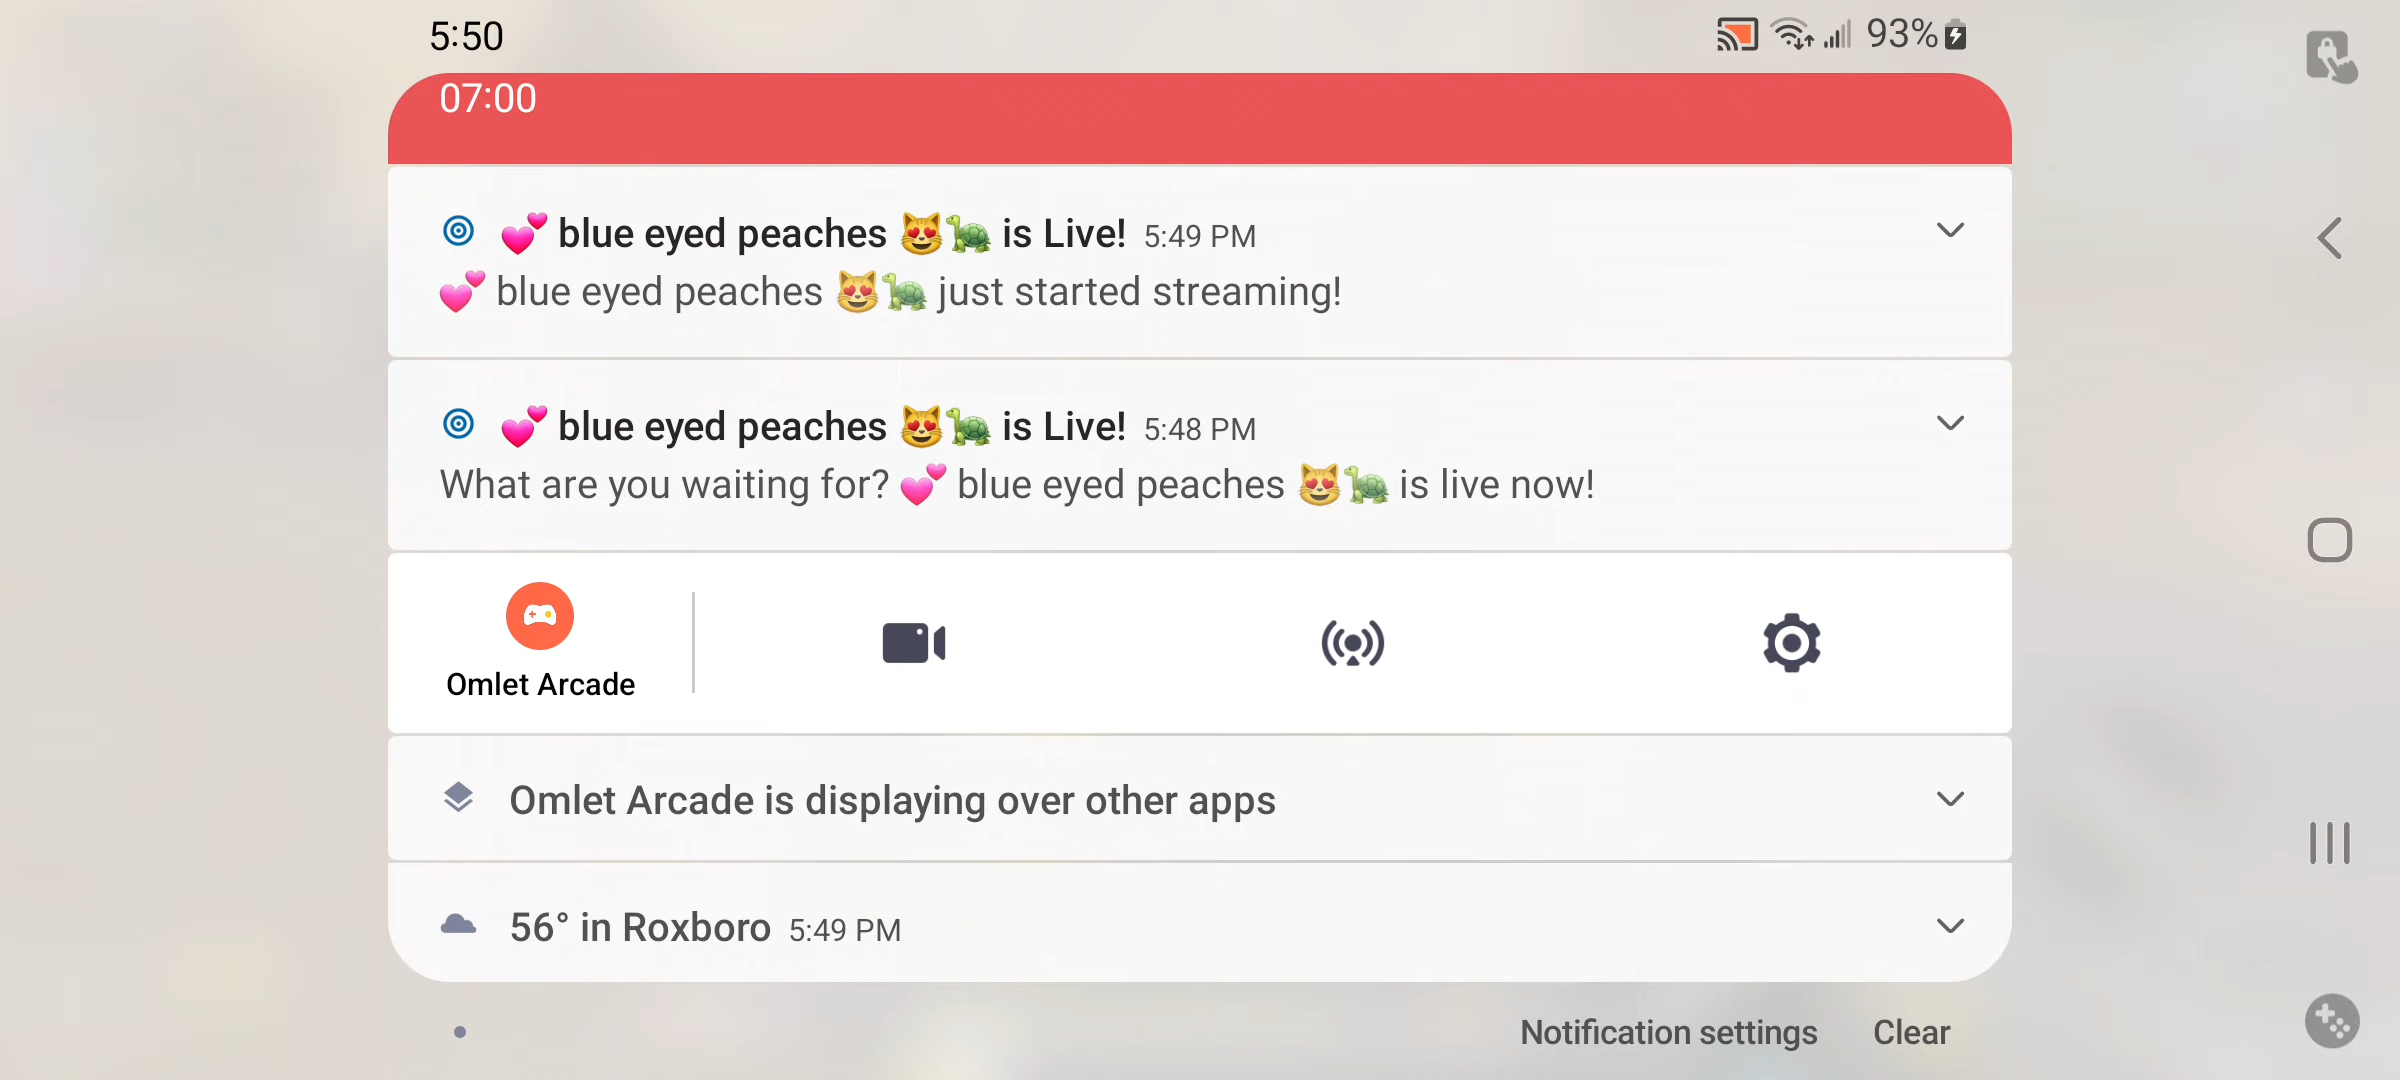 5:50
93%
07:00
💕 blue eyed peaches 😻🐢 is Live! 5:49 PM
💕 blue eyed peaches 😻🐢 just started streaming!
💕 blue eyed peaches 😻🐢 is Live! 5:48 PM
What are you waiting for? 💕 blue eyed peaches 😻🐢 is live now!
Omlet Arcade
Omlet Arcade is displaying over other apps
56° in Roxboro 5:49 PM
Notification settings Clear